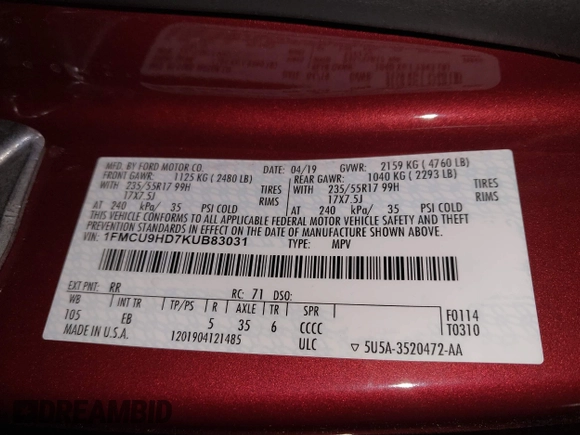 MFD. BY FORD MOTOR CO.
DATE: 04/19 GVWR: 2159 KG (4760 LB)
FRONT GAWR: 1125 KG (2480 LB) REAR GAWR: 1040 KG (2293 LB)
WITH 235/55R17 99H TIRES WITH 235/55R17 99H TIRES
17X7.5J RIMS 17X7.5J RIMS
AT 240 kPa/ 35 PSI COLD AT 240 kPa/ 35 PSI COLD
THIS VEHICLE CONFORMS TO ALL APPLICABLE FEDERAL MOTOR VEHICLE SAFETY AND THEFT
PREVENTION STANDARDS IN EFFECT ON THE DATE OF MANUFACTURE SHOWN ABOVE.
VIN: 1FMCU9HD7KUB83031 TYPE: MPV
EXT PNT: RR RC: 71 DSO:
WB INT TR TP/PS R AXLE TR SPR F0114
105 EB 5 35 6 CCCC T0310
MADE IN U.S.A. 1201904121485 ULC ▽ 5U5A-3520472-AA
DREAMBID